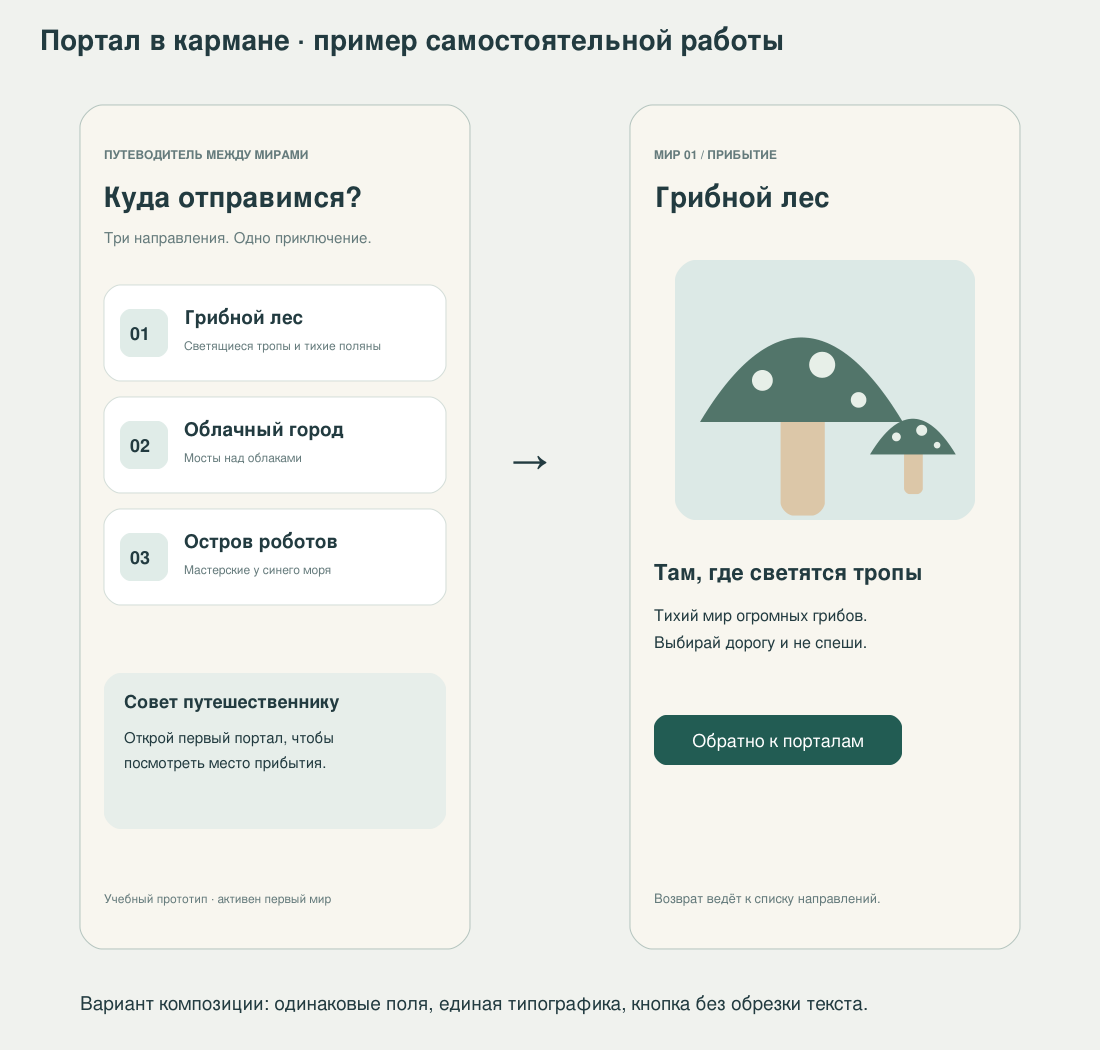 Портал в кармане · пример самостоятельной работы
ПУТЕВОДИТЕЛЬ МЕЖДУ МИРАМИ
Куда отправимся?
Три направления. Одно приключение.
01
Грибной лес
Светящиеся тропы и тихие поляны
02
Облачный город
Мосты над облаками
03
Остров роботов
Мастерские у синего моря
Совет путешественнику
Открой первый портал, чтобы
посмотреть место прибытия.
Учебный прототип · активен первый мир
→
МИР 01 / ПРИБЫТИЕ
Грибной лес
Там, где светятся тропы
Тихий мир огромных грибов.
Выбирай дорогу и не спеши.
Обратно к порталам
Возврат ведёт к списку направлений.
Вариант композиции: одинаковые поля, единая типографика, кнопка без обрезки текста.